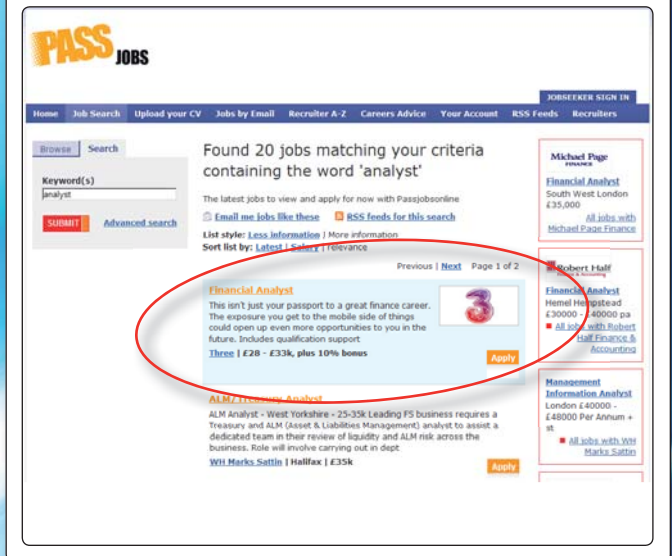 PASS JOBS
JOBSEEKER SIGN IN
Home Job Search Upload your CV Jobs by Email Recruiter A-Z Careers Advice Your Account RSS Feeds Recruiters
Browse Search
Keyword(s)
analyst
SUBMIT Advanced search
Found 20 jobs matching your criteria
containing the word 'analyst'
The latest jobs to view and apply for now with Passjobsonline
Email me jobs like these RSS feeds for this search
List style: Less information | More information
Sort list by: Latest | Salary | relevance
Previous | Next Page 1 of 2
Financial Analyst
This isn't just your passport to a great finance career.
The exposure you get to the mobile side of things
could open up even more opportunities to you in the
future. Includes qualification support
Three | £28 - £33k, plus 10% bonus
3
Apply
ALM/Treasury Analyst
ALM Analyst - West Yorkshire - 25-35k Leading FS business requires a
Treasury and ALM (Asset & Liabilities Management) analyst to assist a
dedicated team in their review of liquidity and ALM risk across the
business. Role will involve carrying out in dept
WH Marks Sattin | Halifax | £35k
Apply
Michael Page
FINANCE
Financial Analyst
South West London
£35,000
All jobs with
Michael Page Finance
Robert Half
Finance & Accounting
Financial Analyst
Hemel Hempstead
£30000 - £40000 pa
All jobs with Robert
Half Finance &
Accounting
Management
Information Analyst
London £40000 -
£48000 Per Annum +
st
All jobs with WH
Marks Sattin